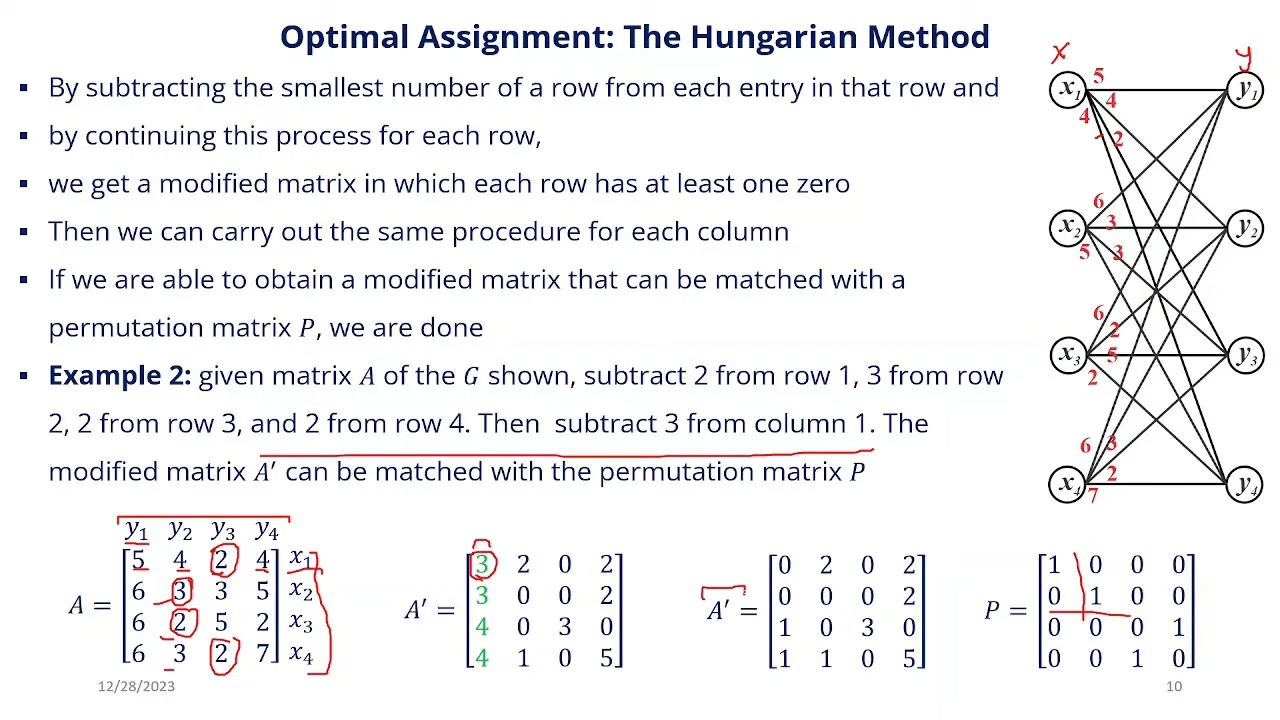 Optimal Assignment: The Hungarian Method
▪ By subtracting the smallest number of a row from each entry in that row and
▪ by continuing this process for each row,
▪ we get a modified matrix in which each row has at least one zero
▪ Then we can carry out the same procedure for each column
▪ If we are able to obtain a modified matrix that can be matched with a
permutation matrix P, we are done
▪ Example 2: given matrix A of the G shown, subtract 2 from row 1, 3 from row
2, 2 from row 3, and 2 from row 4. Then subtract 3 from column 1. The
modified matrix A′ can be matched with the permutation matrix P
y₁ y₂ y₃ y₄
A =
5 4 2 4 x₁
6 3 3 5 x₂
6 2 5 2 x₃
6 3 2 7 x₄
A′ =
3 2 0 2
3 0 0 2
4 0 3 0
4 1 0 5
A′ =
0 2 0 2
0 0 0 2
1 0 3 0
1 1 0 5
P =
1 0 0 0
0 1 0 0
0 0 0 1
0 0 1 0
x y
x₁ 5 y₁
4
4
2
6
x₂ 3 y₂
5 3
6
2
x₃ 5 y₃
2
6 3
x₄ 2 y₄
7
12/28/2023
10